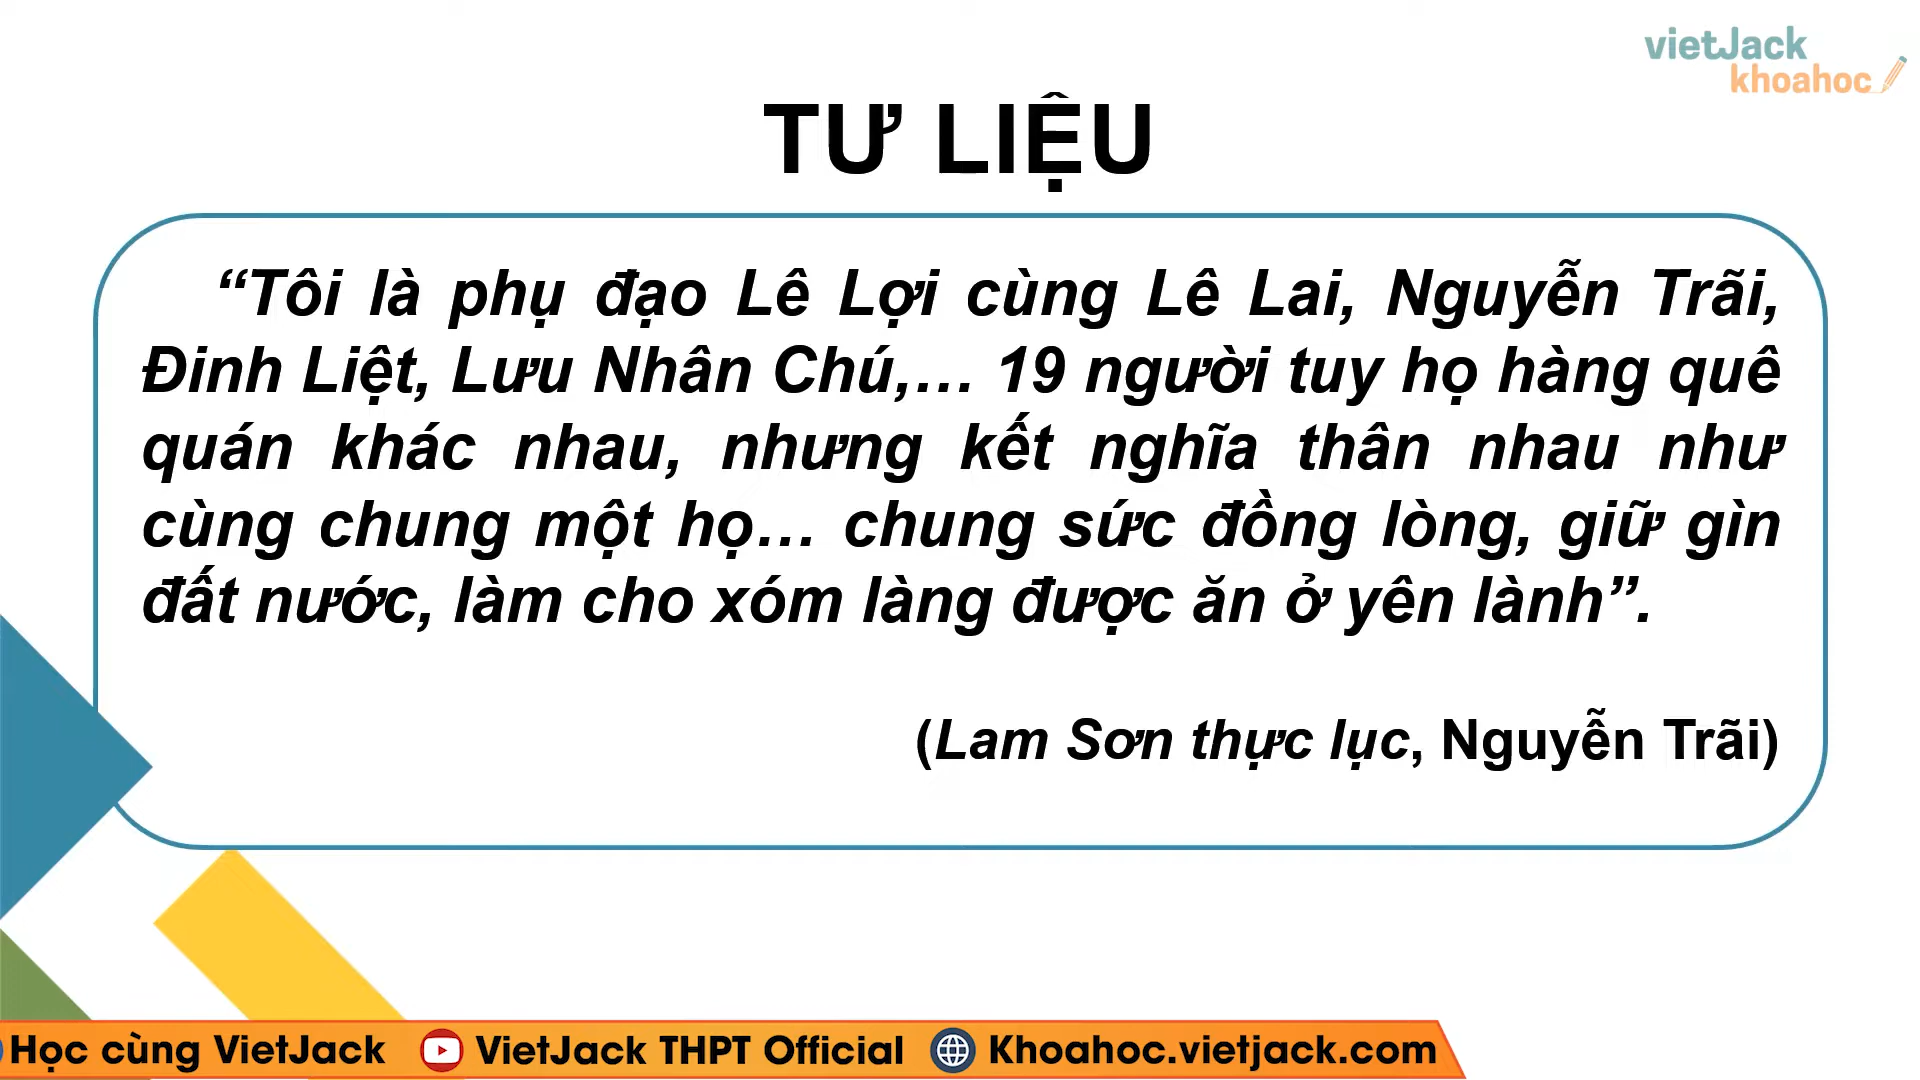 vietJack
khoahoc
TƯ LIỆU
“Tôi là phụ đạo Lê Lợi cùng Lê Lai, Nguyễn Trãi,
Đinh Liệt, Lưu Nhân Chú,… 19 người tuy họ hàng quê
quán khác nhau, nhưng kết nghĩa thân nhau như
cùng chung một họ… chung sức đồng lòng, giữ gìn
đất nước, làm cho xóm làng được ăn ở yên lành”.
(Lam Sơn thực lục, Nguyễn Trãi)
Học cùng VietJack VietJack THPT Official Khoahoc.vietjack.com